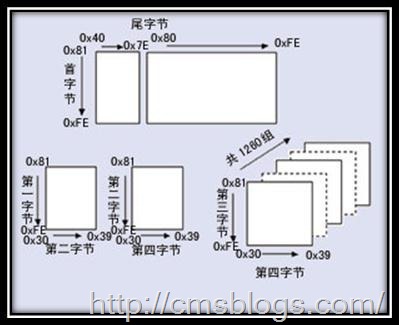 尾字节
0x40 0x80
0x81 0x7E 0xFE
首字节
0xFE
共 1260组
0x81 0x81
0x81
第一字节
第二字节
第三字节
0xFE 0xFE 0xFE
0x30 0x39 0x30 0x39 0x30 0x39
第二字节 第四字节 第四字节
http://cmsblogs.com/